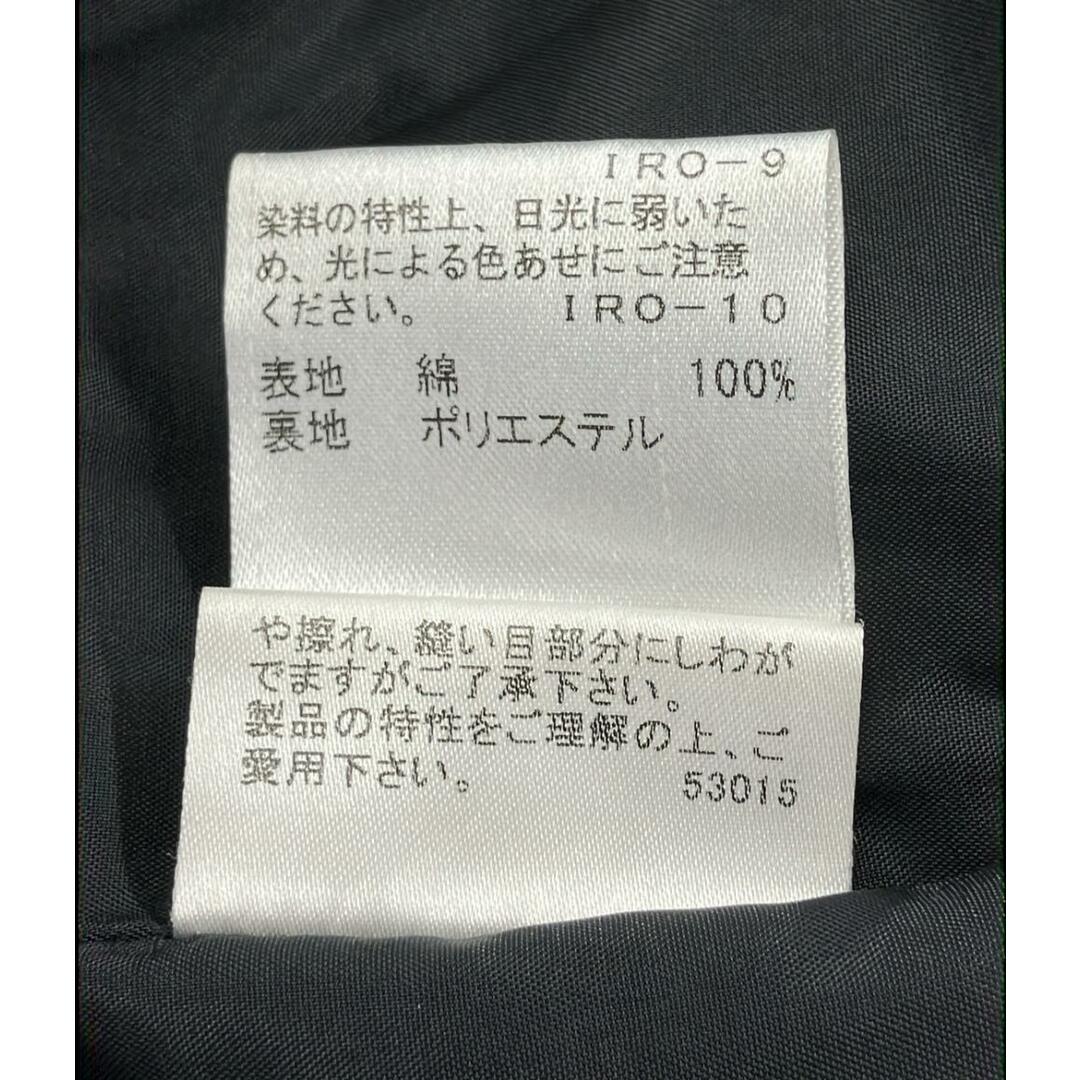 IRO-9
染料の特性上、日光に弱いた
め、光による色あせにご注意
ください。 IRO-10
表地 綿 100%
裏地 ポリエステル
や擦れ、縫い目部分にしわが
でますがご了承下さい。
製品の特性をご理解の上、ご
愛用下さい。
53015